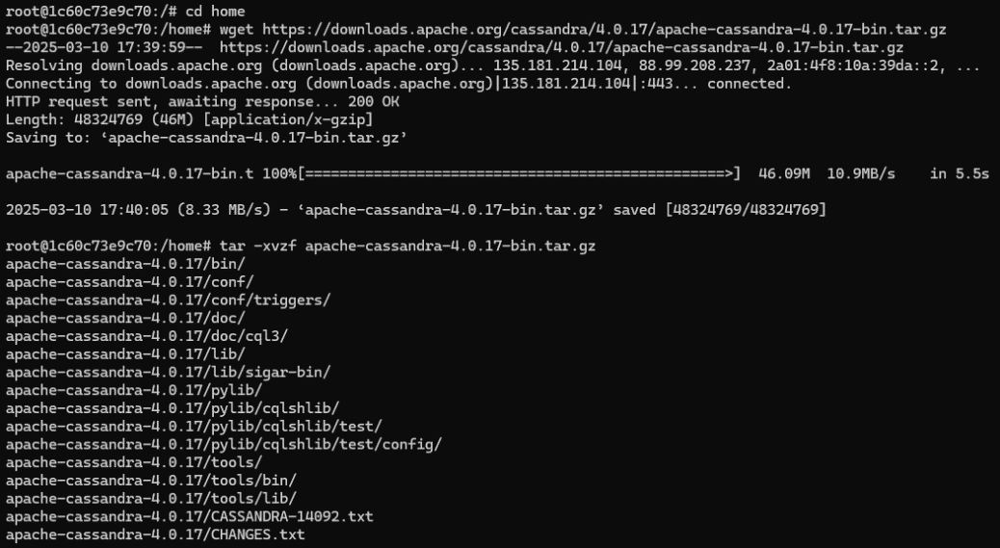 root@1c60c73e9c70:/# cd home
root@1c60c73e9c70:/home# wget https://downloads.apache.org/cassandra/4.0.17/apache-cassandra-4.0.17-bin.tar.gz
--2025-03-10 17:39:59--  https://downloads.apache.org/cassandra/4.0.17/apache-cassandra-4.0.17-bin.tar.gz
Resolving downloads.apache.org (downloads.apache.org)... 135.181.214.104, 88.99.208.237, 2a01:4f8:10a:39da::2, ...
Connecting to downloads.apache.org (downloads.apache.org)|135.181.214.104|:443... connected.
HTTP request sent, awaiting response... 200 OK
Length: 48324769 (46M) [application/x-gzip]
Saving to: ‘apache-cassandra-4.0.17-bin.tar.gz’
apache-cassandra-4.0.17-bin.t 100%[=================================================>]  46.09M  10.9MB/s    in 5.5s
2025-03-10 17:40:05 (8.33 MB/s) - ‘apache-cassandra-4.0.17-bin.tar.gz’ saved [48324769/48324769]
root@1c60c73e9c70:/home# tar -xvzf apache-cassandra-4.0.17-bin.tar.gz
apache-cassandra-4.0.17/bin/
apache-cassandra-4.0.17/conf/
apache-cassandra-4.0.17/conf/triggers/
apache-cassandra-4.0.17/doc/
apache-cassandra-4.0.17/doc/cql3/
apache-cassandra-4.0.17/lib/
apache-cassandra-4.0.17/lib/sigar-bin/
apache-cassandra-4.0.17/pylib/
apache-cassandra-4.0.17/pylib/cqlshlib/
apache-cassandra-4.0.17/pylib/cqlshlib/test/
apache-cassandra-4.0.17/pylib/cqlshlib/test/config/
apache-cassandra-4.0.17/tools/
apache-cassandra-4.0.17/tools/bin/
apache-cassandra-4.0.17/tools/lib/
apache-cassandra-4.0.17/CASSANDRA-14092.txt
apache-cassandra-4.0.17/CHANGES.txt